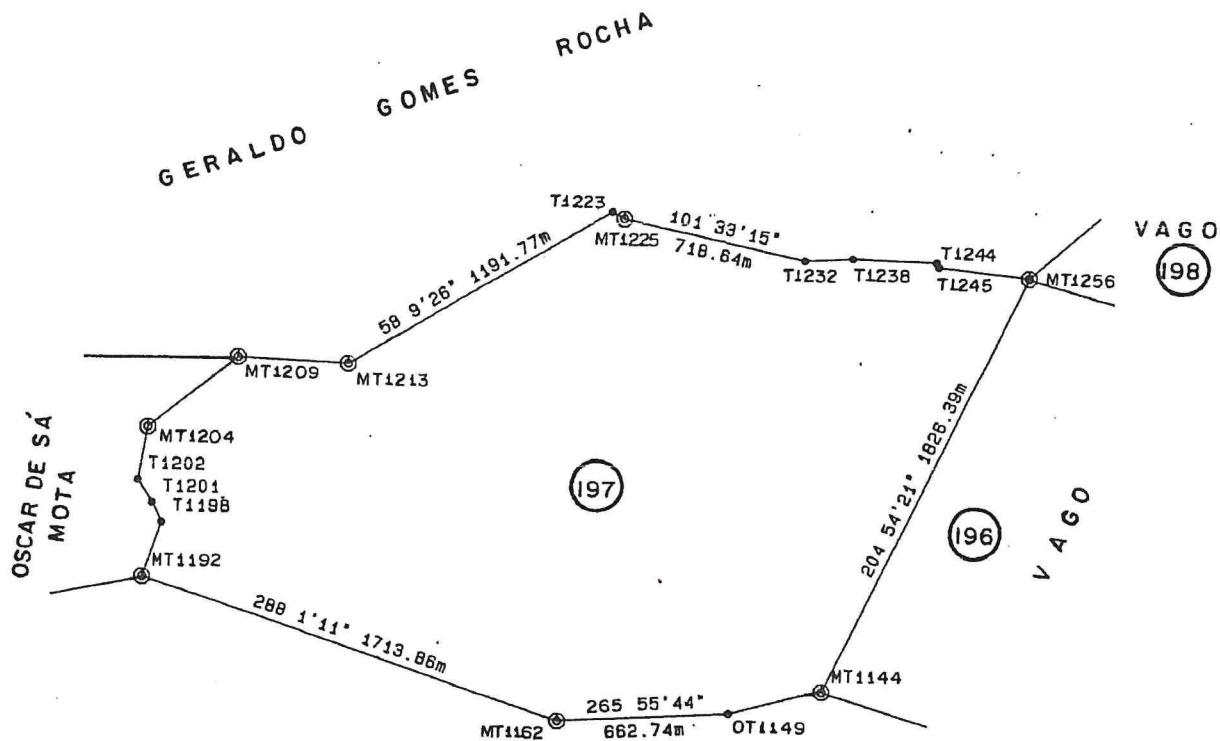 GERALDO GOMES ROCHA
T1223
MT1225
101 33'15"
718.64m
T1232
T1238
T1244
T1245
MT1256
VAGO
198
58 9'26" 1191.77m
MT1209
MT1213
MT1204
T1202
T1201
T1198
OSCAR DE SÁ
MOTA
MT1192
197
204 54'21" 1826.39m
196
VAGO
288 1'11" 1713.86m
MT1144
265 55'44"
662.74m
MT1162
OT1149